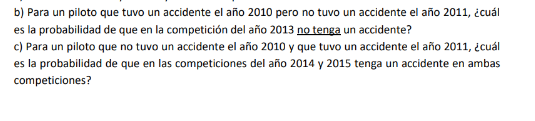 b) Para un piloto que tuvo un accidente el año 2010 pero no tuvo un accidente el año 2011, ¿cuál
es la probabilidad de que en la competición del año 2013 no tenga un accidente?
c) Para un piloto que no tuvo un accidente el año 2010 y que tuvo un accidente el año 2011, ¿cuál
es la probabilidad de que en las competiciones del año 2014 y 2015 tenga un accidente en ambas
competiciones?